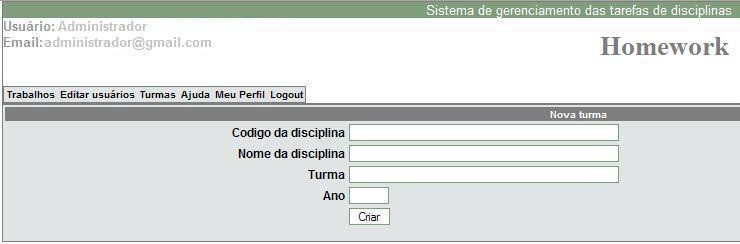 Sistema de gerenciamento das tarefas de disciplinas
Usuário: Administrador
Email: administrador@gmail.com
Homework
Trabalhos Editar usuários Turmas Ajuda Meu Perfil Logout
Nova turma
Codigo da disciplina
Nome da disciplina
Turma
Ano
Criar